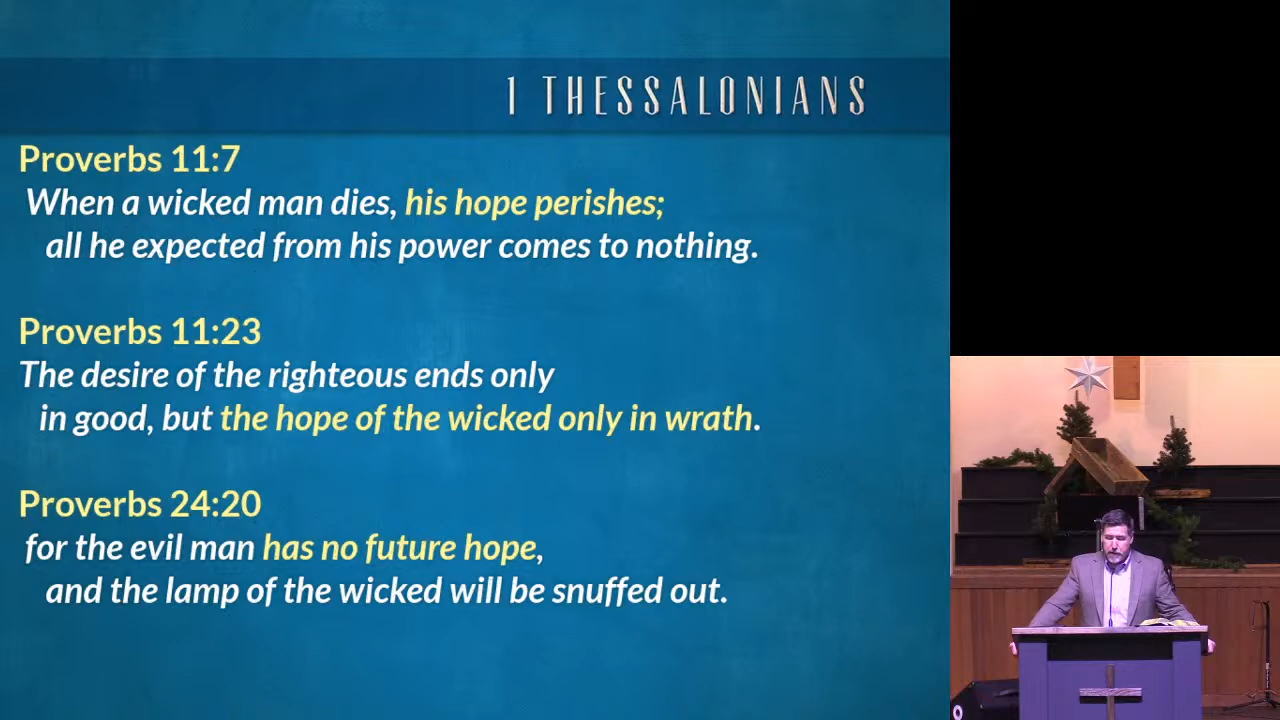 1 THESSALONIANS
Proverbs 11:7
When a wicked man dies, his hope perishes;
all he expected from his power comes to nothing.
Proverbs 11:23
The desire of the righteous ends only
in good, but the hope of the wicked only in wrath.
Proverbs 24:20
for the evil man has no future hope,
and the lamp of the wicked will be snuffed out.